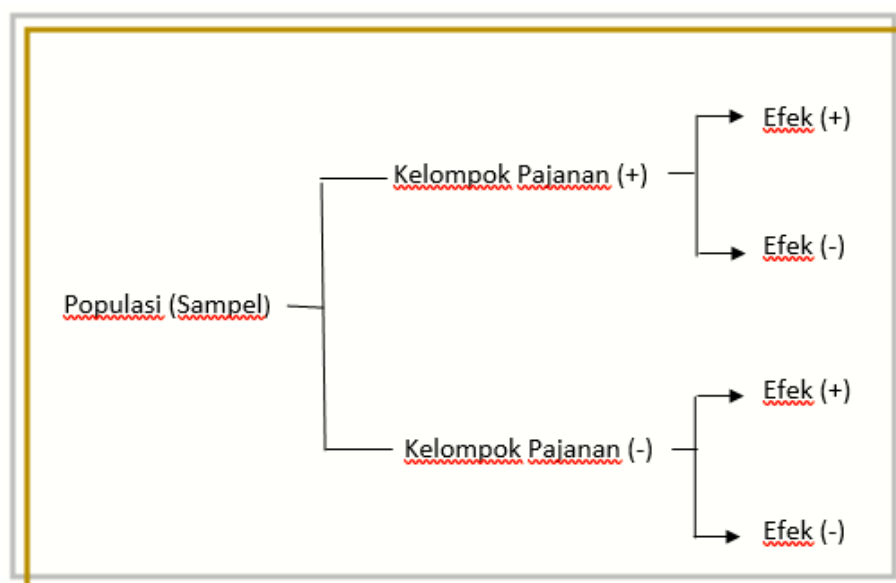 Efek (+)
Kelompok Pajanan (+)
Efek (-)
Populasi (Sampel)
Efek (+)
Kelompok Pajanan (-)
Efek (-)